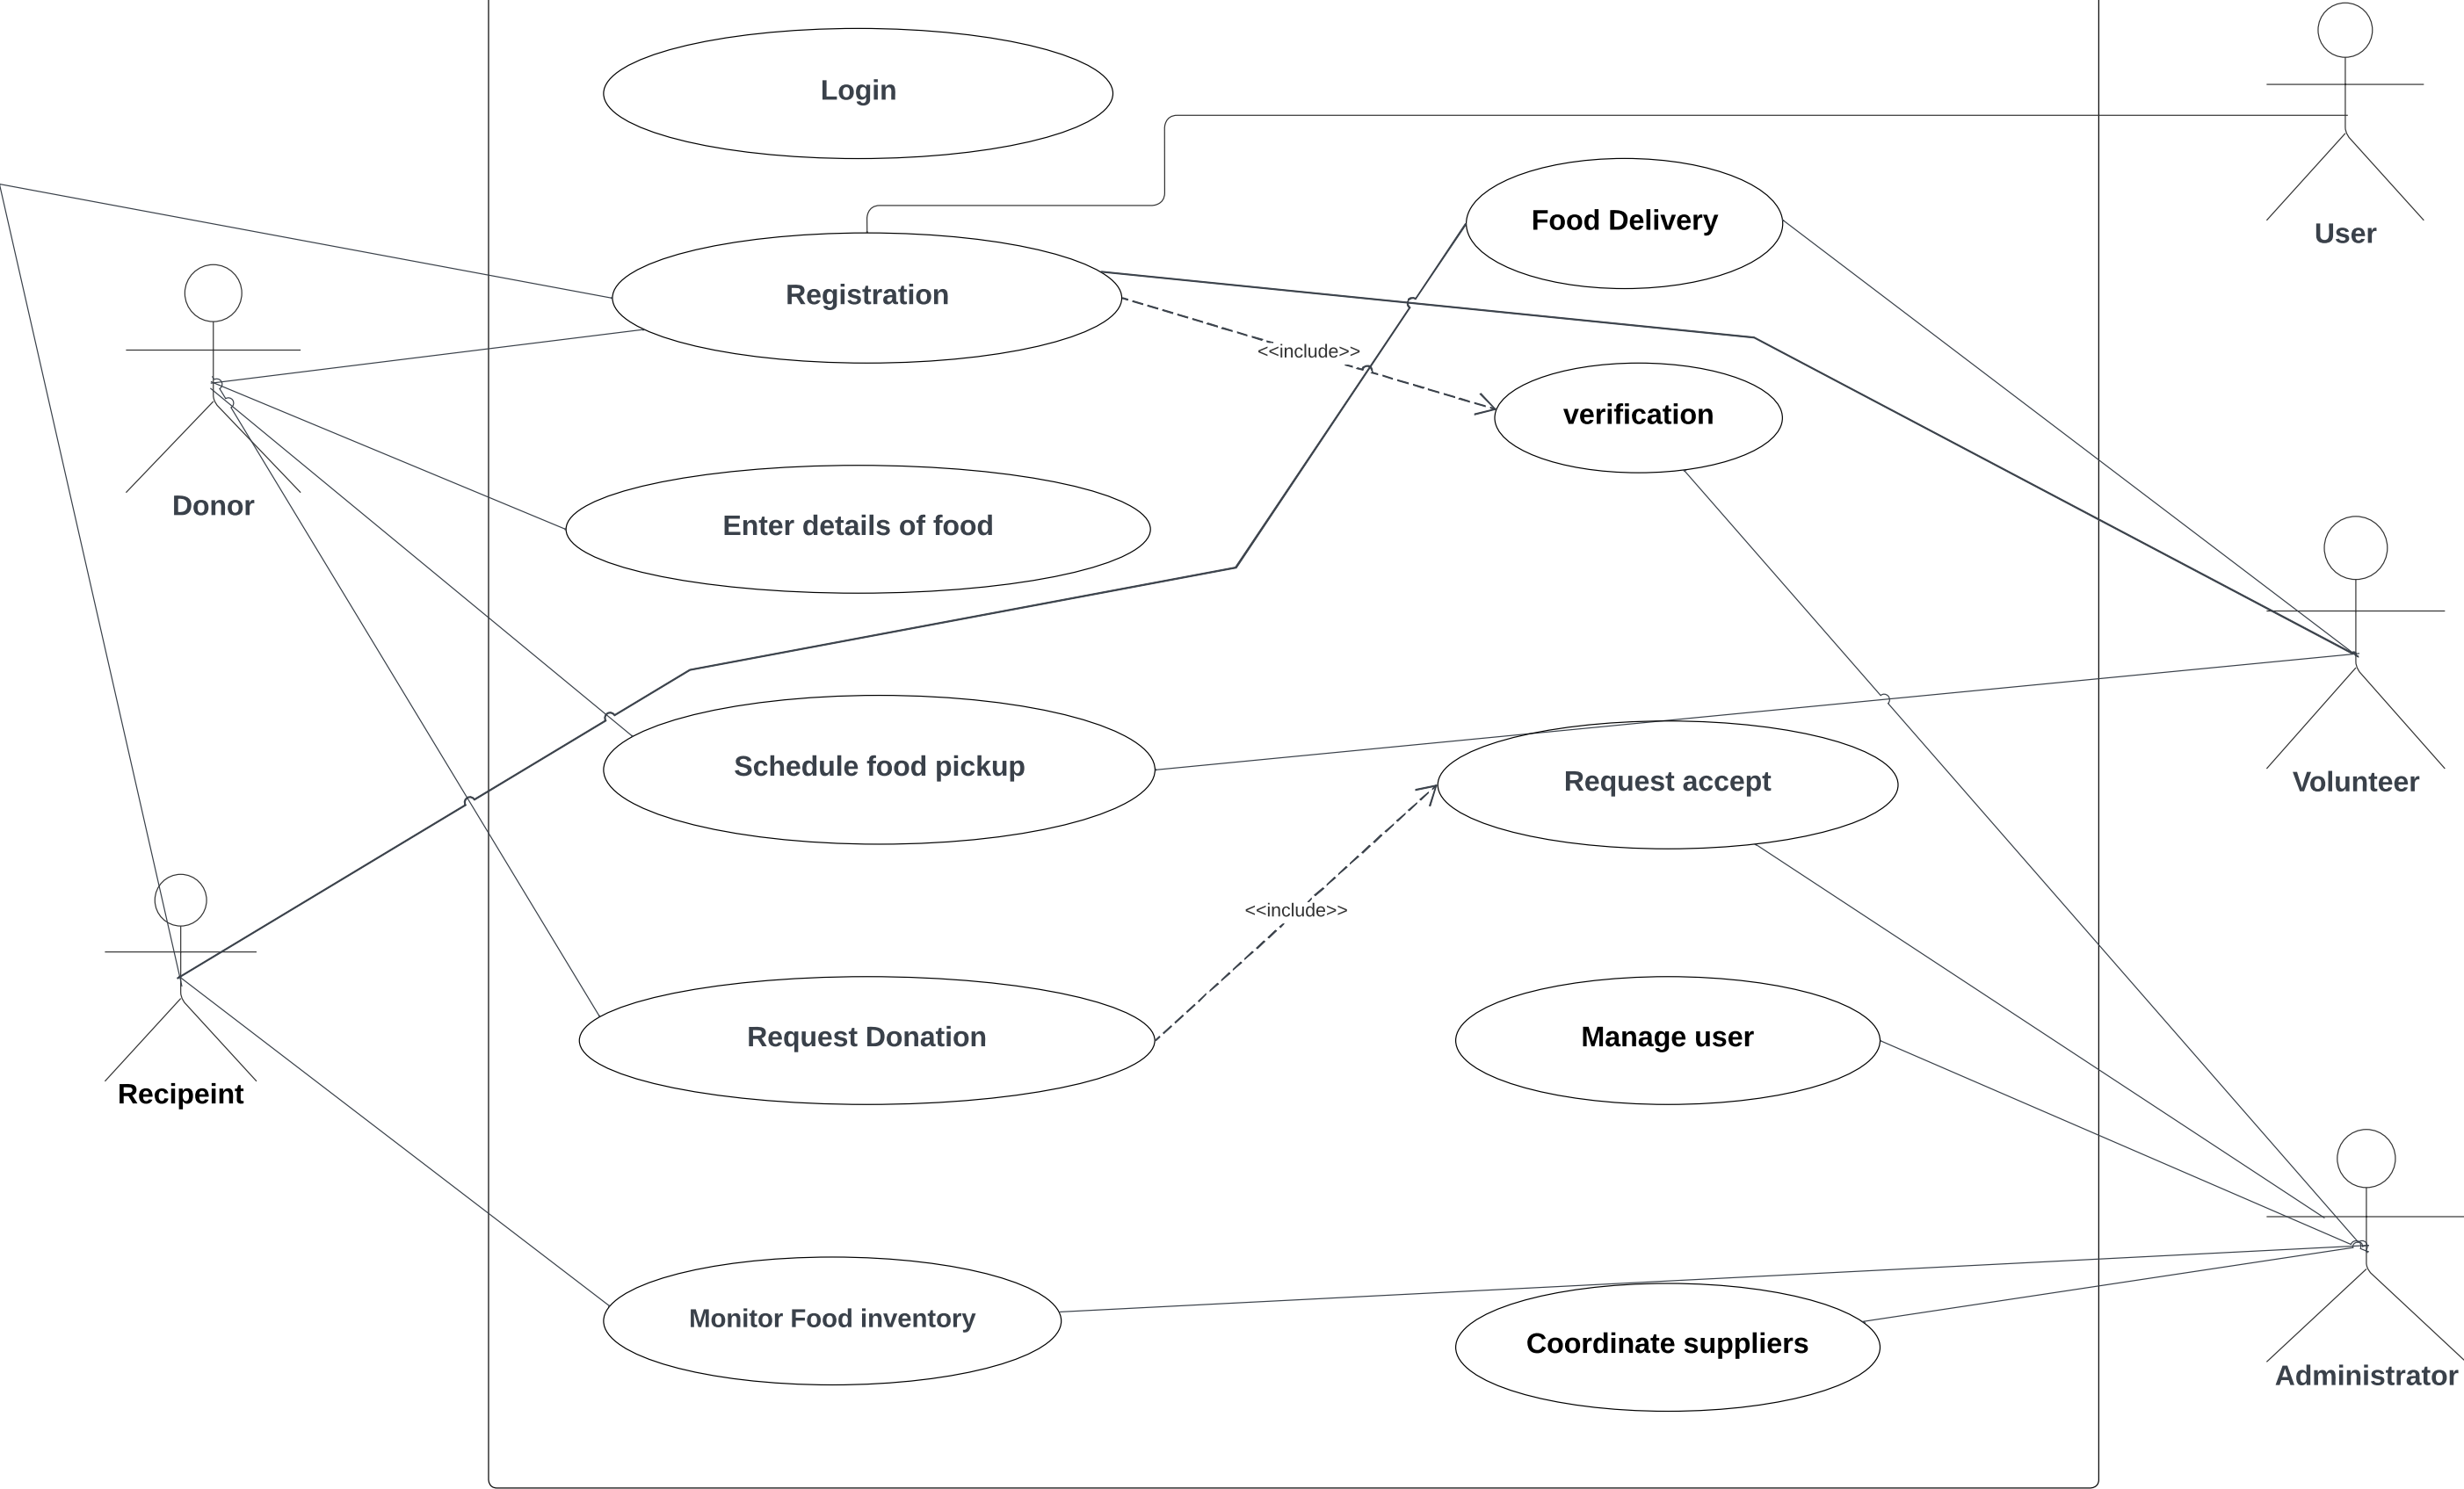 Login
User
Food Delivery
Registration
<<include>>
verification
Donor
Enter details of food
Schedule food pickup
Request accept
Volunteer
<<include>>
Request Donation
Manage user
Recipeint
Monitor Food inventory
Coordinate suppliers
Administrator